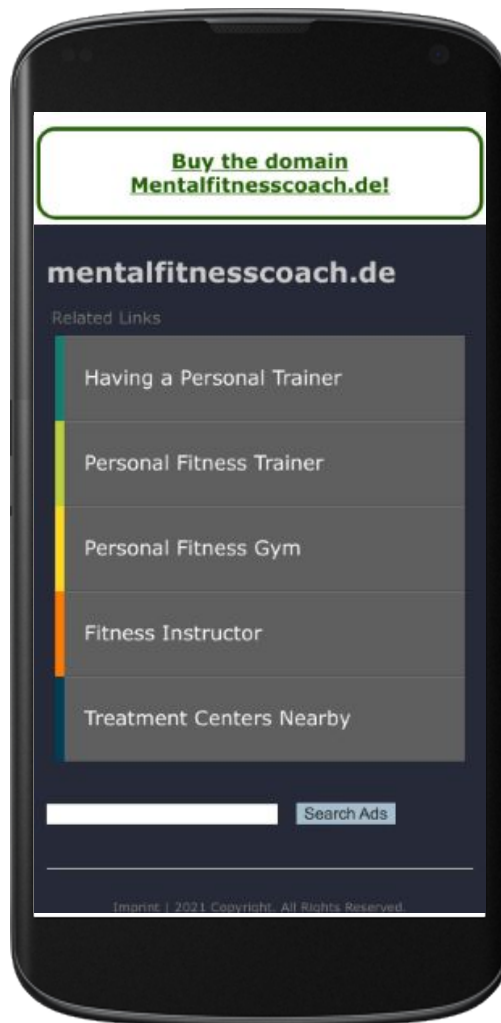 Buy the domain
Mentalfitnesscoach.de!
mentalfitnesscoach.de
Related Links
Having a Personal Trainer
Personal Fitness Trainer
Personal Fitness Gym
Fitness Instructor
Treatment Centers Nearby
Search Ads
Imprint | 2021 Copyright. All Rights Reserved.